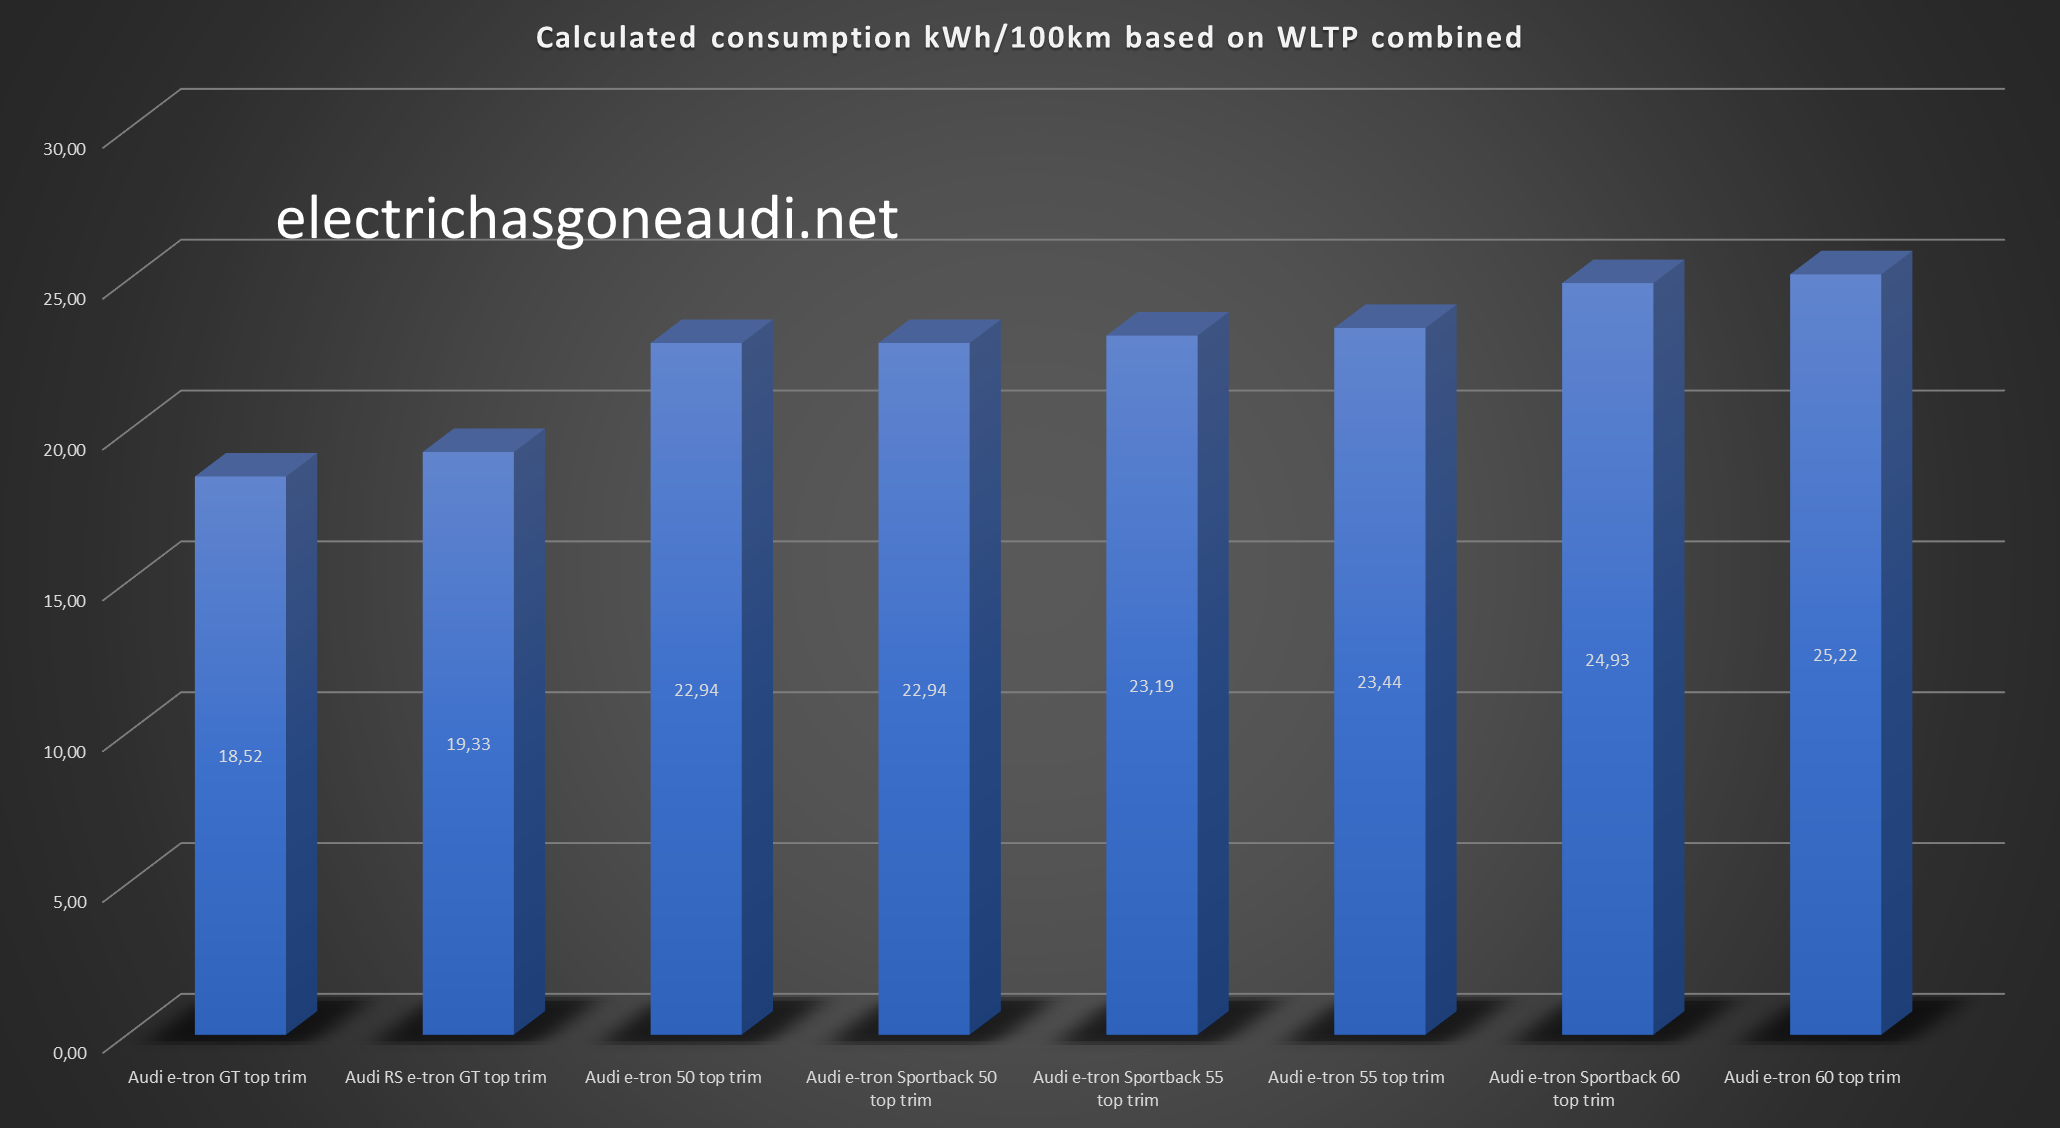 Calculated consumption kWh/100km based on WLTP combined
30,00
electrichasgoneaudi.net
25,00
20,00
15,00
10,00
5,00
0,00
18,52
19,33
22,94
22,94
23,19
23,44
24,93
25,22
Audi e-tron GT top trim
Audi RS e-tron GT top trim
Audi e-tron 50 top trim
Audi e-tron Sportback 50
top trim
Audi e-tron Sportback 55
top trim
Audi e-tron 55 top trim
Audi e-tron Sportback 60
top trim
Audi e-tron 60 top trim